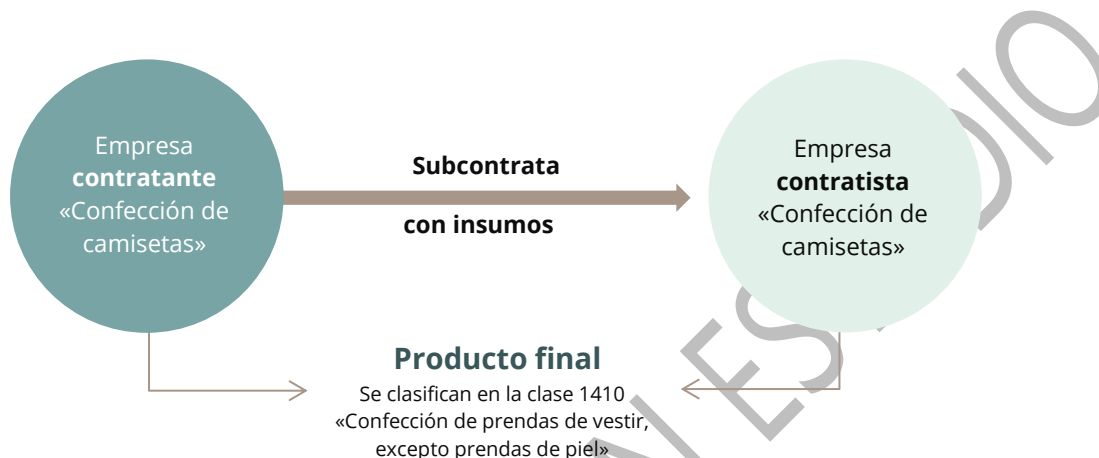 Empresa
contratante
«Confección de
camisetas»
Subcontrata
con insumos
Empresa
contratista
«Confección de
camisetas»
Producto final
Se clasifican en la clase 1410
«Confección de prendas de vestir,
excepto prendas de piel»